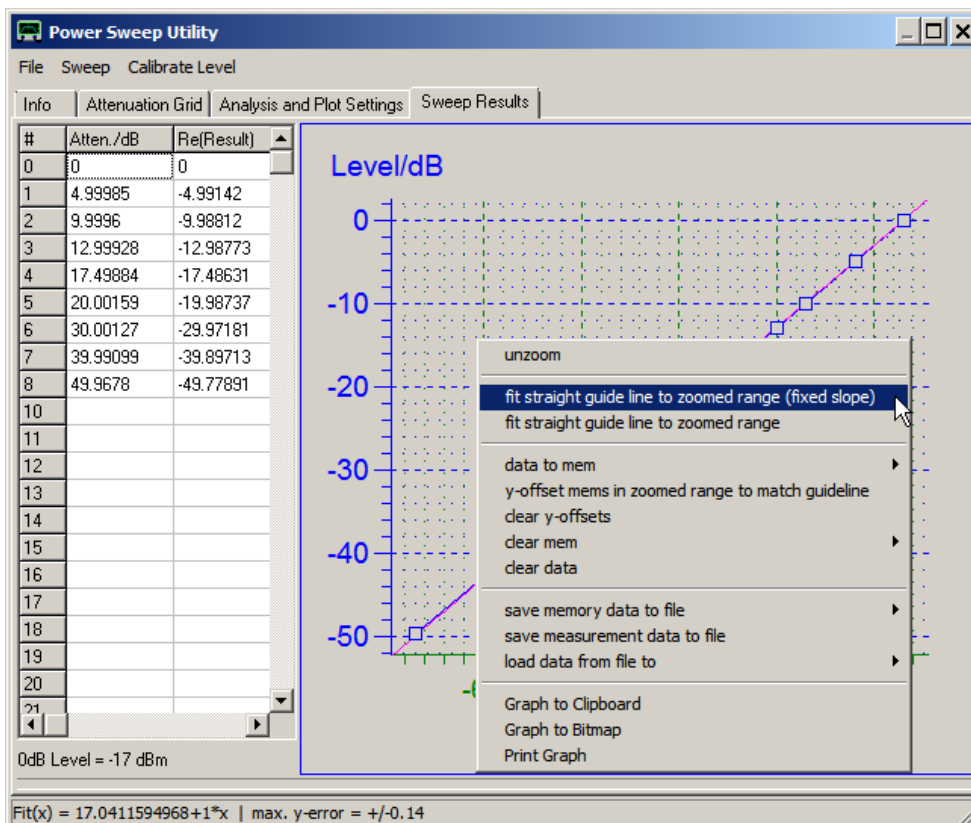 Power Sweep Utility
File Sweep Calibrate Level
Info Attenuation Grid Analysis and Plot Settings Sweep Results
# Atten./dB Re(Result)
0 0 0
1 4.99985 -4.99142
2 9.9996 -9.98812
3 12.99928 -12.98773
4 17.49884 -17.48631
5 20.00159 -19.98737
6 30.00127 -29.97181
7 39.99099 -39.89713
8 49.9678 -49.77891
10
11
12
13
14
15
16
17
18
19
20
21
0dB Level = -17 dBm
Level/dB
0
-10
-20
-30
-40
-50
unzoom
fit straight guide line to zoomed range (fixed slope)
fit straight guide line to zoomed range
data to mem
y-offset mems in zoomed range to match guideline
clear y-offsets
clear mem
clear data
save memory data to file
save measurement data to file
load data from file to
Graph to Clipboard
Graph to Bitmap
Print Graph
Fit(x) = 17.0411594968+1*x | max. y-error = +/-0.14